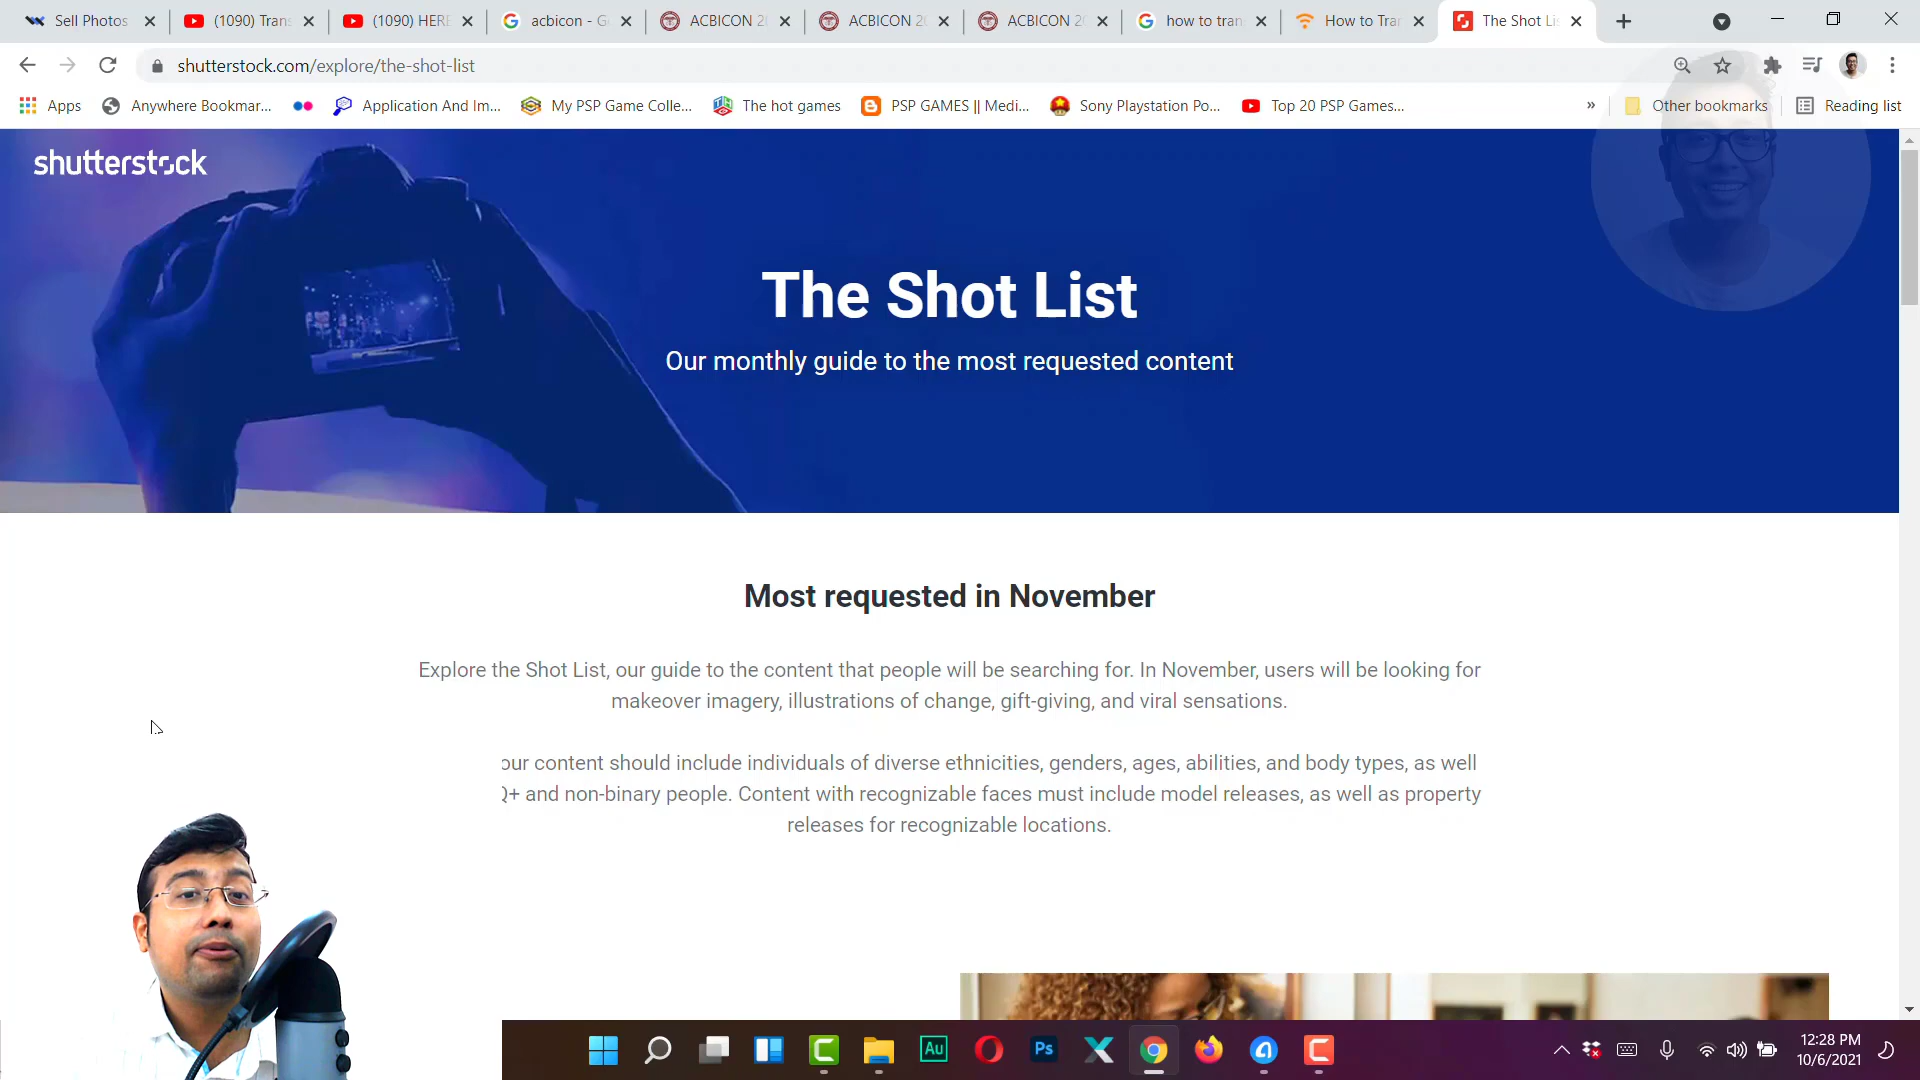 Sell Photos
(1090) Trans
(1090) HERE
acbicon - G
ACBICON 2
ACBICON 20
ACBICON 20
how to tran
How to Tra
The Shot Lis
shutterstock.com/explore/the-shot-list
Apps
Anywhere Bookmar...
Application And Im...
My PSP Game Colle...
The hot games
PSP GAMES || Medi...
Sony Playstation Po...
Top 20 PSP Games...
»
Other bookmarks
Reading list
shutterstock
The Shot List
Our monthly guide to the most requested content
Most requested in November
Explore the Shot List, our guide to the content that people will be searching for. In November, users will be looking for
makeover imagery, illustrations of change, gift-giving, and viral sensations.
our content should include individuals of diverse ethnicities, genders, ages, abilities, and body types, as well
+ and non-binary people. Content with recognizable faces must include model releases, as well as property
releases for recognizable locations.
Au
Ps
12:28 PM
10/6/2021